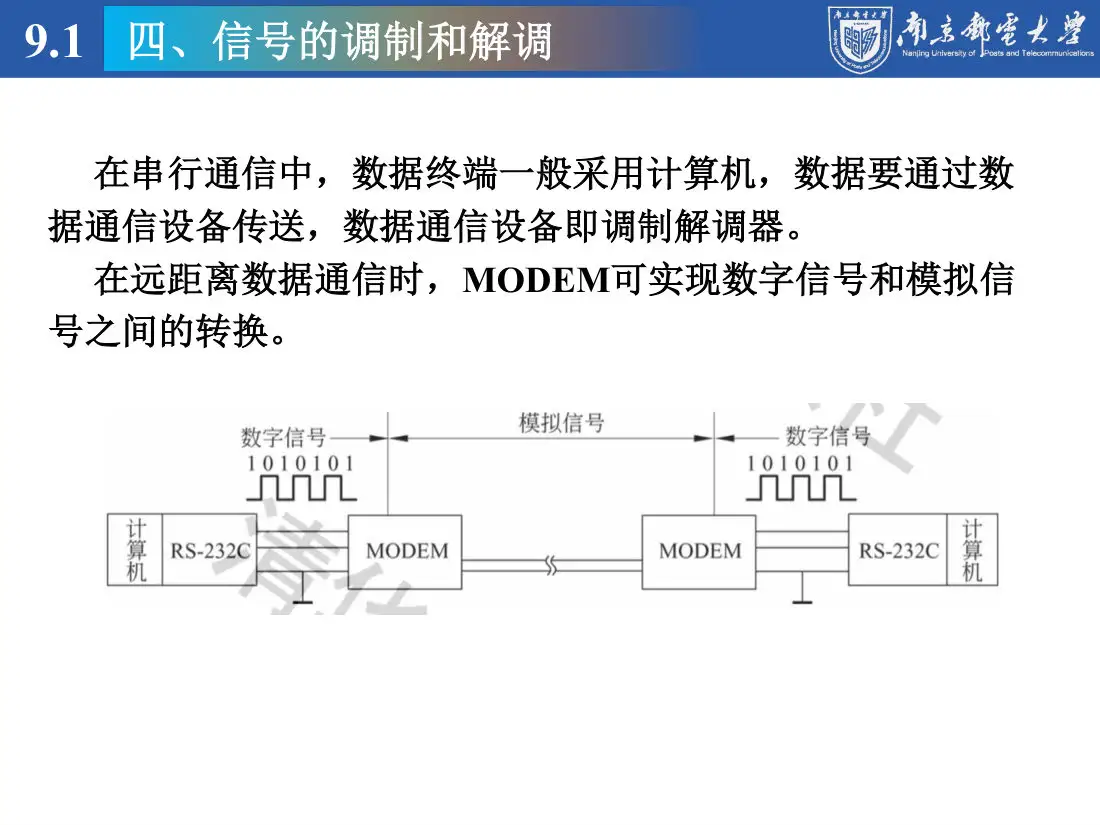 9.1 四、信号的调制和解调
南京邮电大学
Nanjing University of Posts and Telecommunications
在串行通信中，数据终端一般采用计算机，数据要通过数
据通信设备传送，数据通信设备即调制解调器。
在远距离数据通信时，MODEM可实现数字信号和模拟信
号之间的转换。
数字信号
模拟信号
数字信号
1010101
1010101
计算机
RS-232C
MODEM
MODEM
RS-232C
计算机